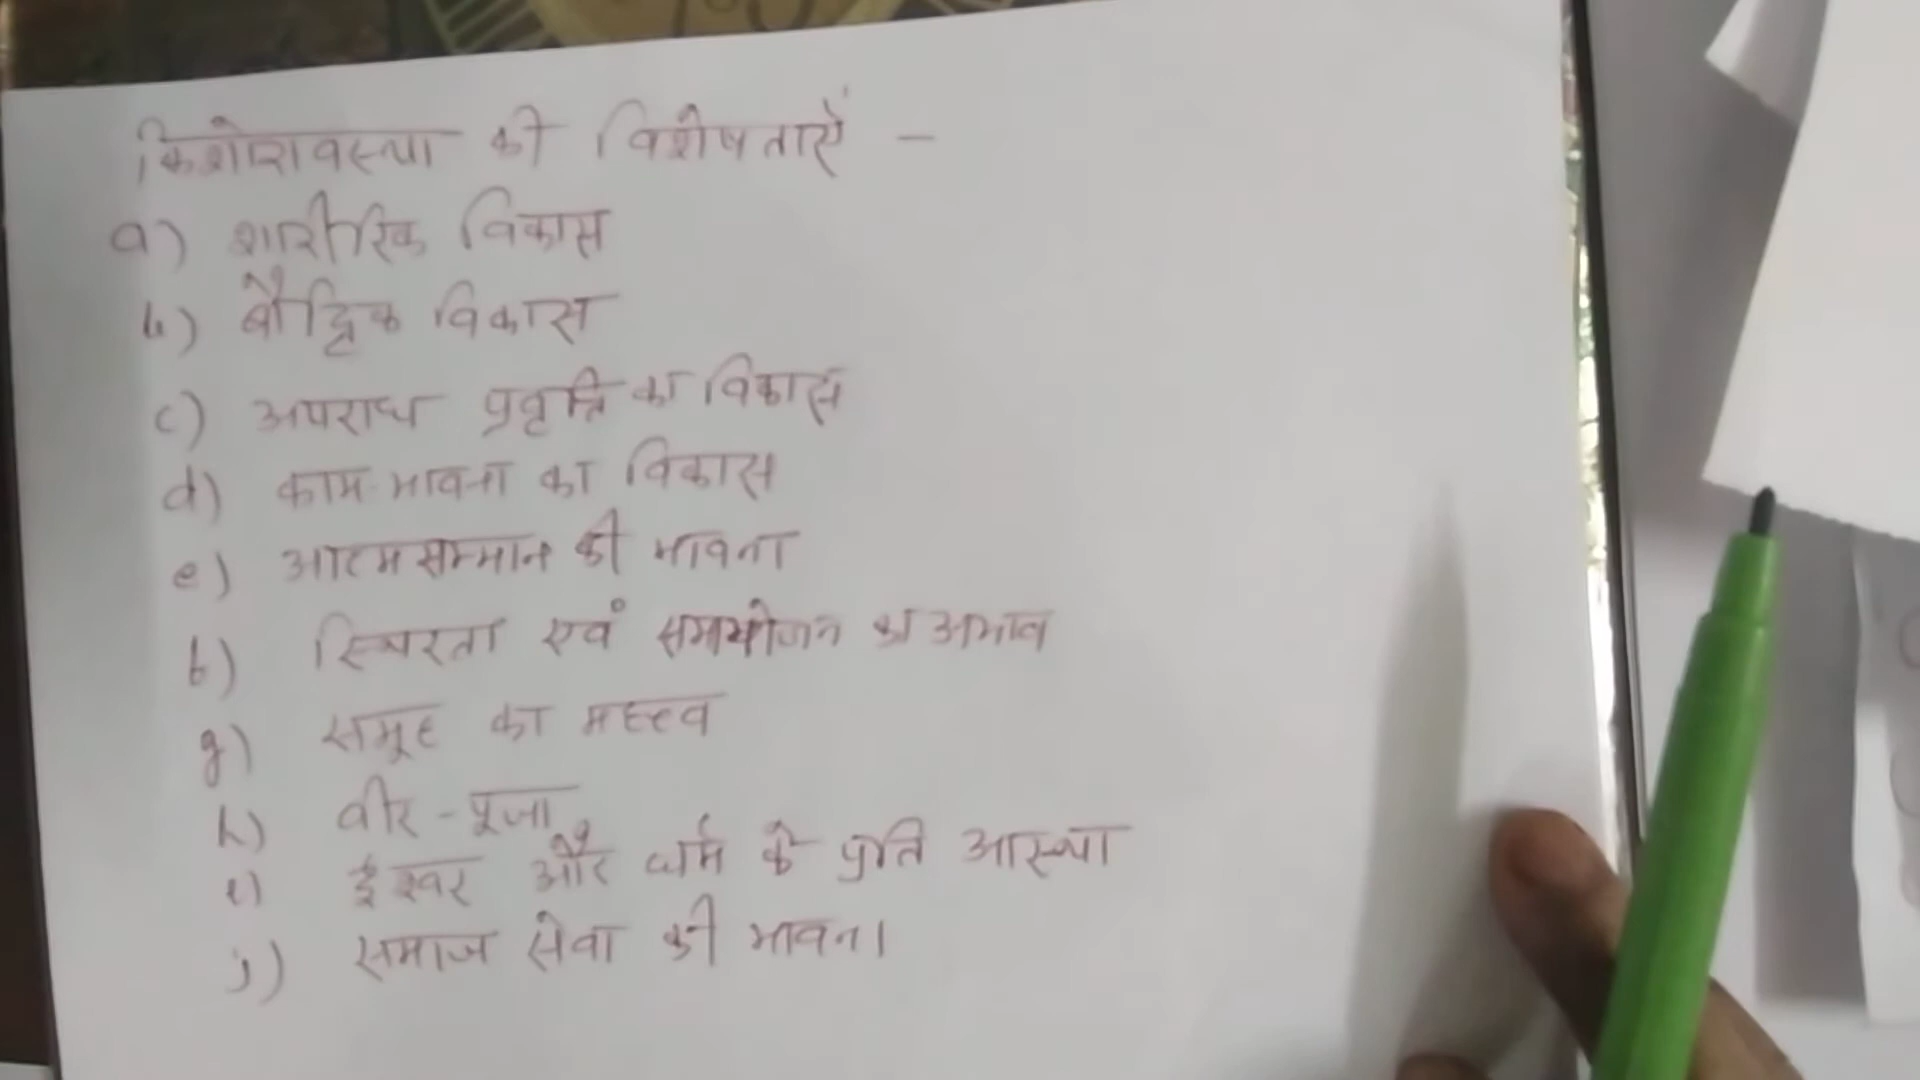 किशोरावस्था की विशेषताएँ -
a) शारीरिक विकास
b) बौद्धिक विकास
c) अपराध प्रवृत्ति का विकास
d) काम-भावना का विकास
e) आत्मसम्मान की भावना
f) स्थिरता एवं समायोजन का अभाव
g) समूह का महत्त्व
h) वीर-पूजा
i) ईश्वर और धर्म के प्रति आस्था
j) समाज सेवा की भावना